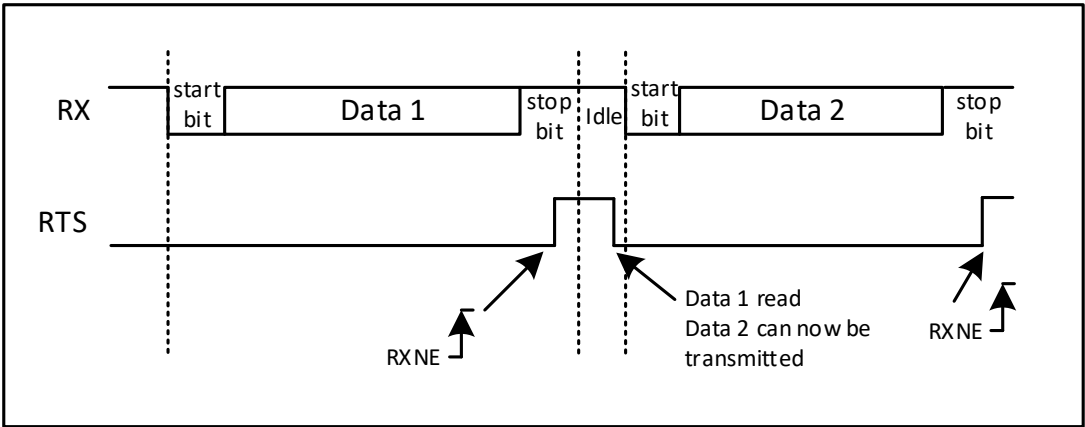 RX
start
bit
Data 1
stop
bit
Idle
start
bit
Data 2
stop
bit
RTS
RXNE
Data 1 read
Data 2 can now be
transmitted
RXNE